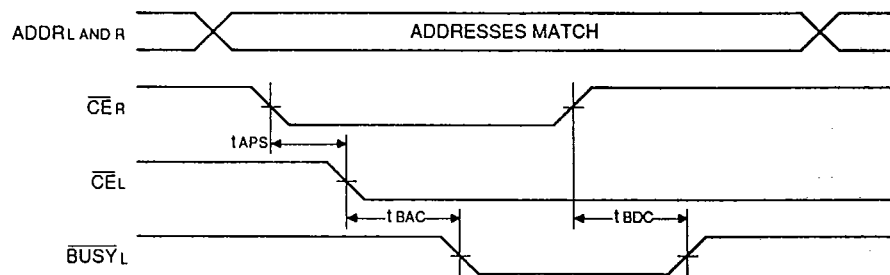 ADDR L AND R
ADDRESSES MATCH
CE R
tAPS
CE L
tBAC
tBDC
BUSY L